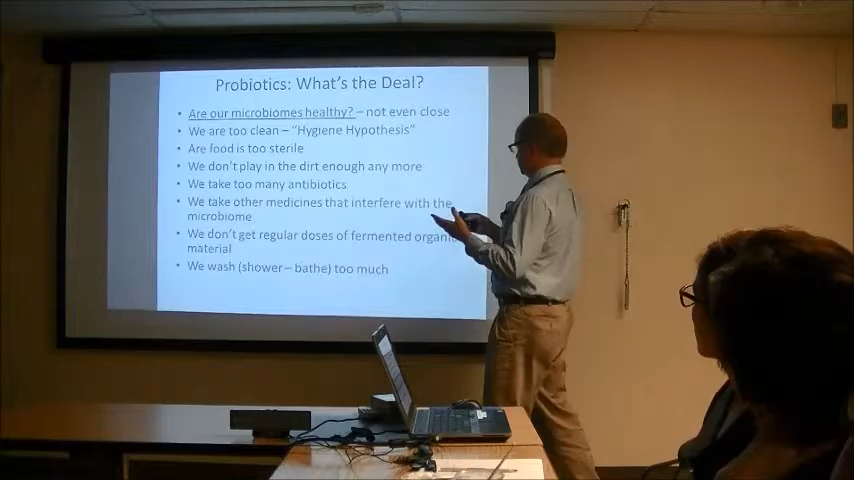 Probiotics: What's the Deal?
• Are our microbiomes healthy? – not even close
• We are too clean – "Hygiene Hypothesis"
• Are food is too sterile
• We don't play in the dirt enough any more
• We take too many antibiotics
• We take other medicines that interfere with the
microbiome
• We don't get regular doses of fermented organic
material
• We wash (shower – bathe) too much